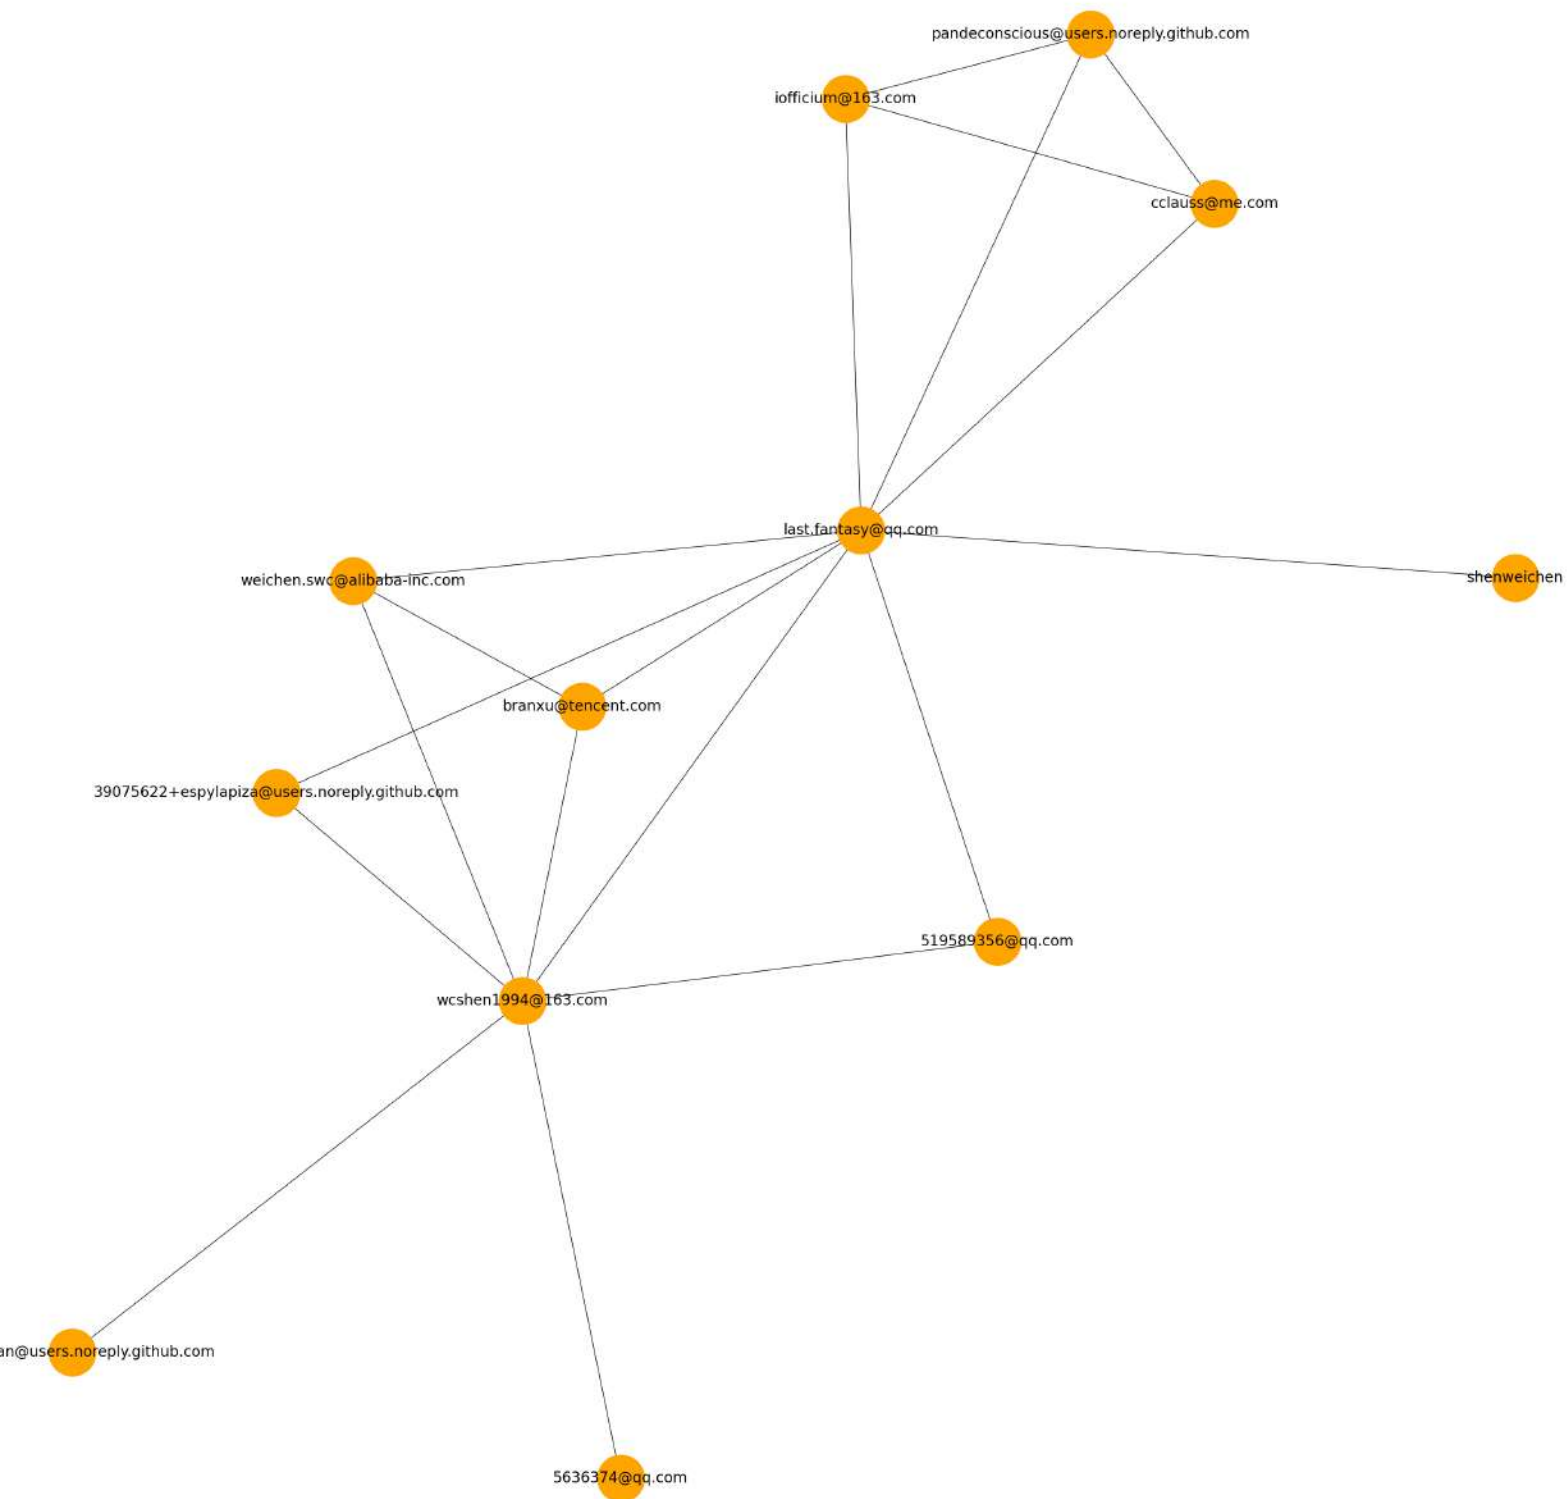 pandeconscious@users.noreply.github.com
iofficium@163.com
cclauss@me.com
last.fantasy@qq.com
weichen.swc@alibaba-inc.com
shenweichen
branxu@tencent.com
39075622+espylapiza@users.noreply.github.com
519589356@qq.com
wcshen1994@163.com
an@users.noreply.github.com
5636374@qq.com